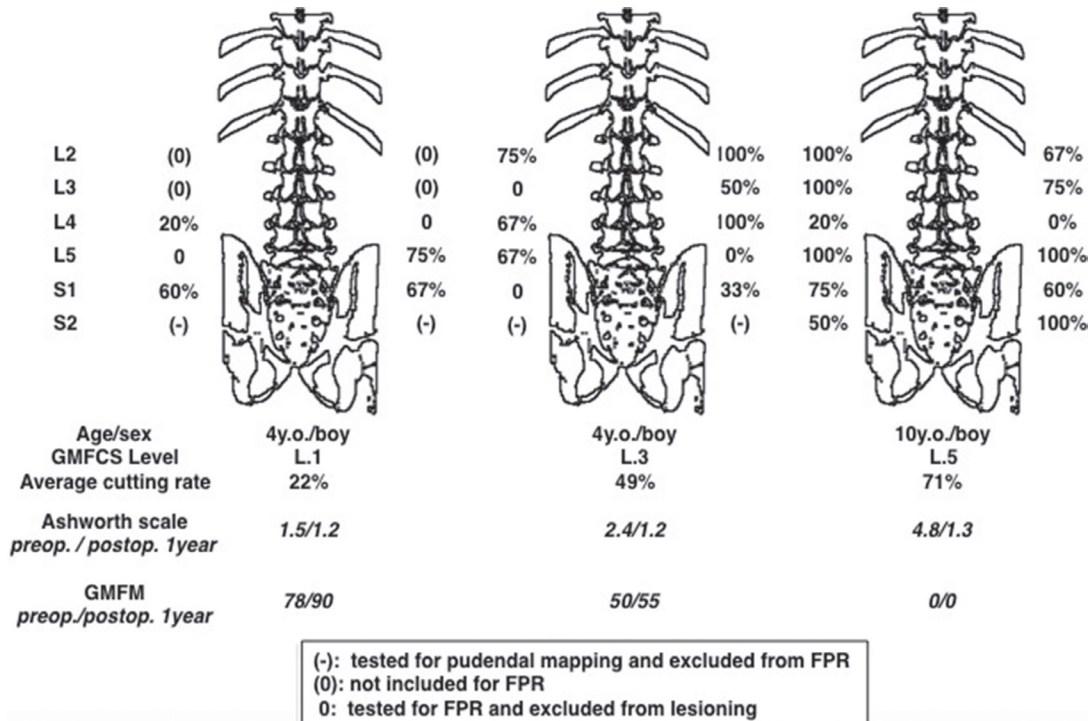 L2 (0) (0) 75% 100% 100% 67%
L3 (0) (0) 0 50% 100% 75%
L4 20% 0 67% 100% 20% 0%
L5 0 75% 67% 0% 100% 100%
S1 60% 67% 0 33% 75% 60%
S2 (-) (-) (-) (-) 50% 100%
Age/sex 4y.o./boy 4y.o./boy 10y.o./boy
GMFCS Level L.1 L.3 L.5
Average cutting rate 22% 49% 71%
Ashworth scale
preop. / postop. 1year 1.5/1.2 2.4/1.2 4.8/1.3
GMFM
preop./postop. 1year 78/90 50/55 0/0
(-): tested for pudendal mapping and excluded from FPR
(0): not included for FPR
0: tested for FPR and excluded from lesioning